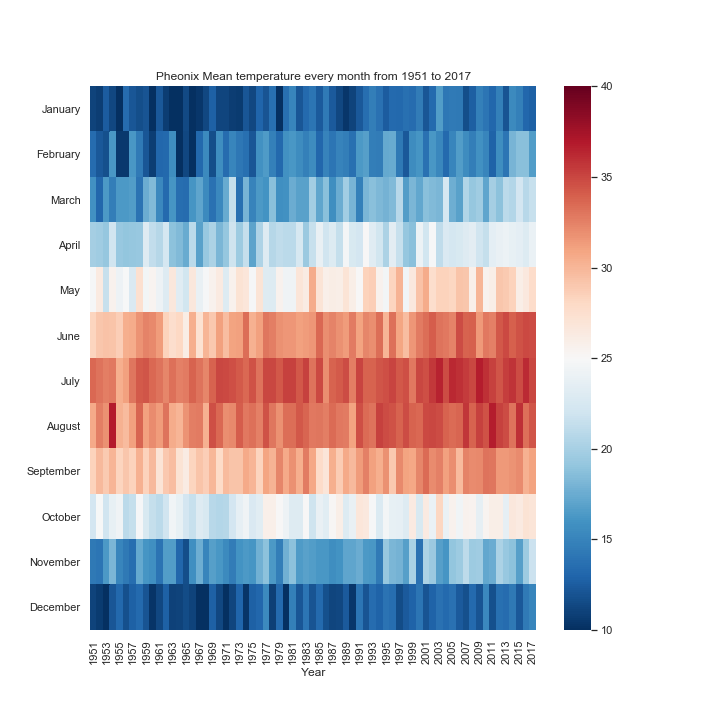 Pheonix Mean temperature every month from 1951 to 2017
January
February
March
April
May
June
July
August
September
October
November
December
1951 1953 1955 1957 1959 1961 1963 1965 1967 1969 1971 1973 1975 1977 1979 1981 1983 1985 1987 1989 1991 1993 1995 1997 1999 2001 2003 2005 2007 2009 2011 2013 2015 2017
Year
40
35
30
25
20
15
10